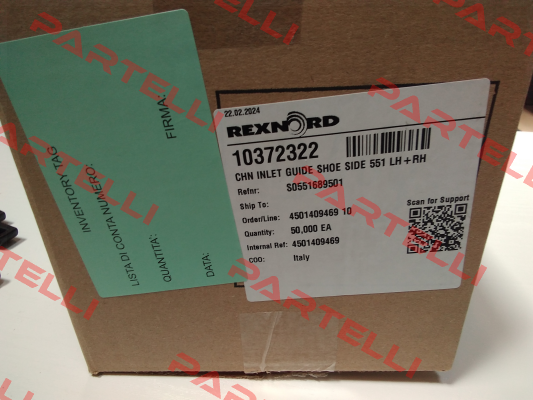 INVENTORY TAG
LISTA DI CONTA NUMERO:
QUANTITA':
DATA:
FIRMA:
22.02.2024
REXNORD
10372322
CHN INLET GUIDE SHOE SIDE 551 LH+RH
Refnr: S0551689501
Ship To:
Order/Line: 4501409469 10
Quantity: 50,000 EA
Internal Ref: 4501409469
COO: Italy
Scan for Support
PARTELLI
PARTELLI
PARTELLI
PARTELLI
PARTELLI